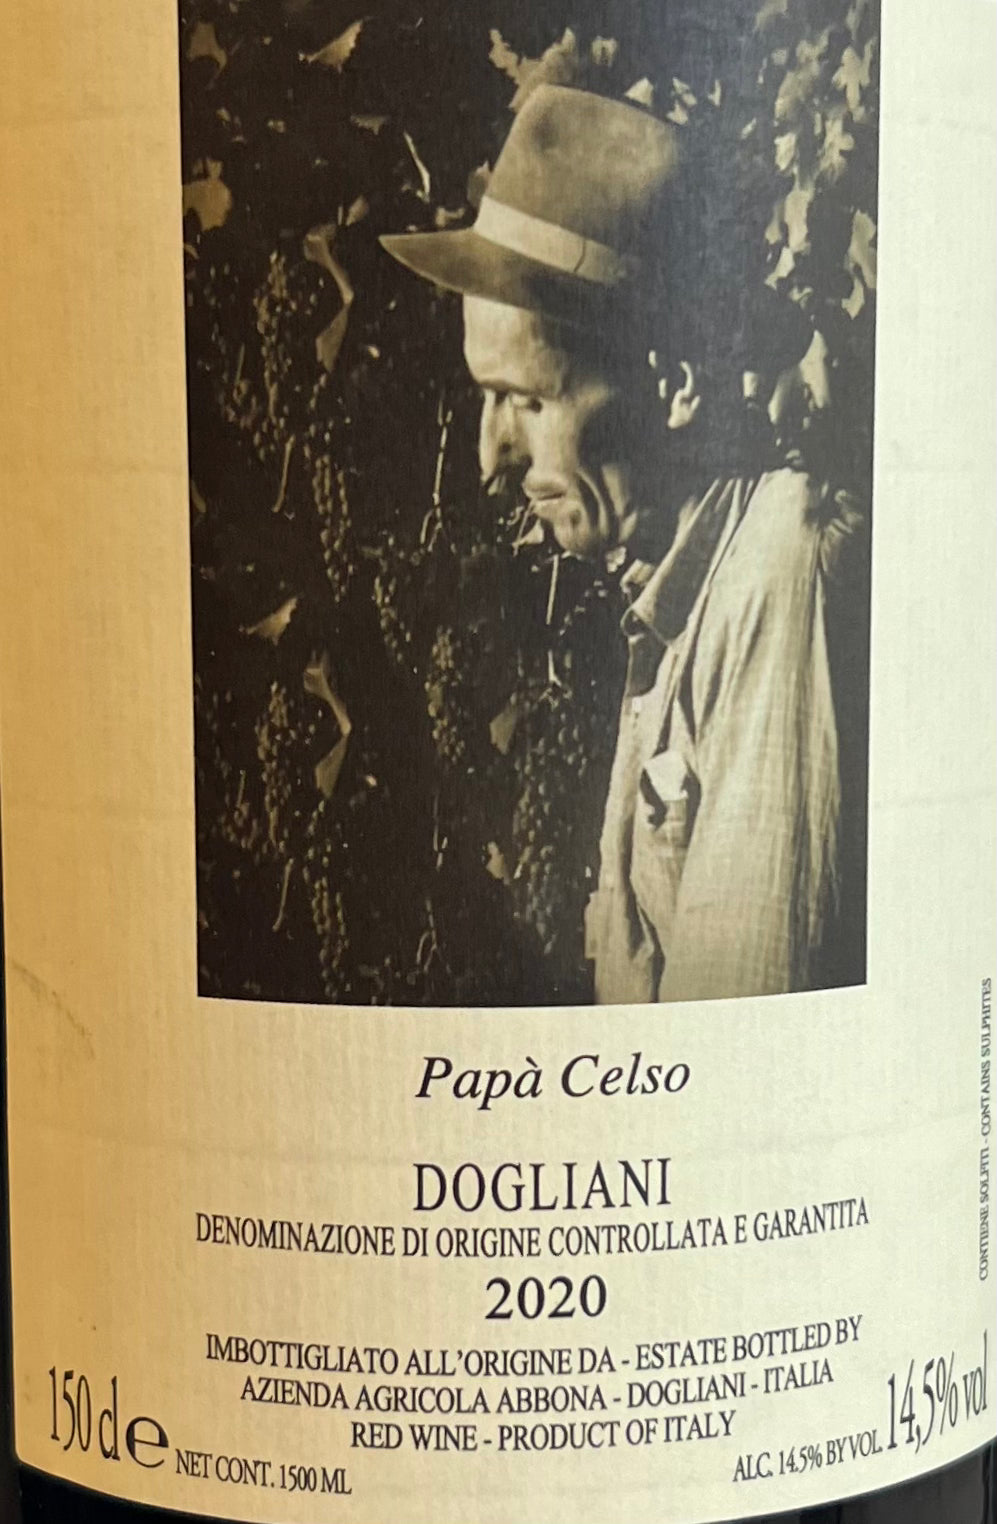 Papà Celso
DOGLIANI
DENOMINAZIONE DI ORIGINE CONTROLLATA E GARANTITA
2020
IMBOTTIGLIATO ALL'ORIGINE DA - ESTATE BOTTLED BY
AZIENDA AGRICOLA ABBONA - DOGLIANI - ITALIA
RED WINE - PRODUCT OF ITALY
150 cl e NET CONT. 1500 ML
ALC. 14.5% BY VOL. 14,5% vol
CONTIENE SOLFITI - CONTAINS SULPHITES